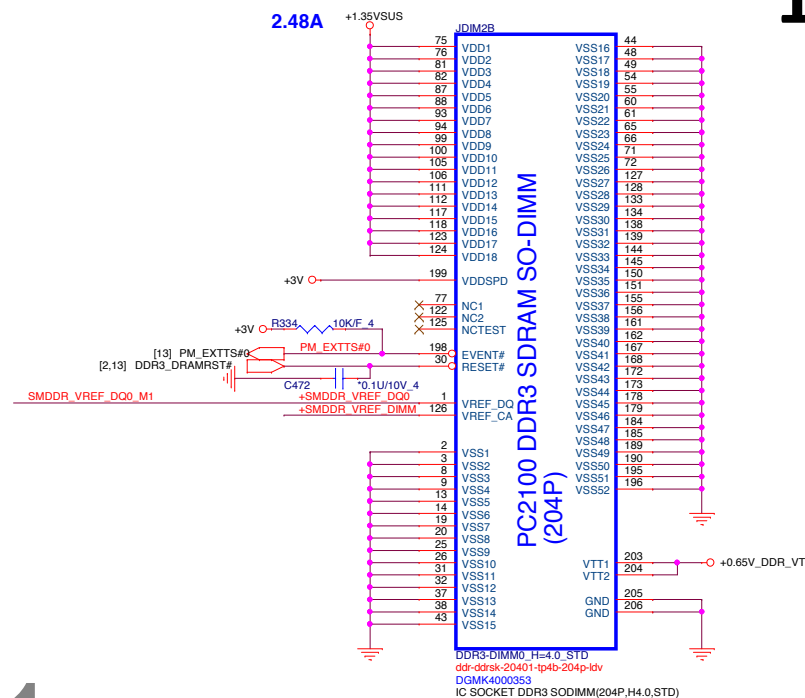 2.48A
+1.35VSUS
JDIM2B
75 VDD1
76 VDD2
81 VDD3
82 VDD4
87 VDD5
88 VDD6
93 VDD7
94 VDD8
99 VDD9
100 VDD10
105 VDD11
106 VDD12
111 VDD13
112 VDD14
117 VDD15
118 VDD16
123 VDD17
124 VDD18
+3V 199 VDDSPD
77 NC1
122 NC2
125 NCTEST
+3V R334 10K/F_4
[13] PM_EXTTS#0 PM_EXTTS#0 198 EVENT#
[2,13] DDR3_DRAMRST# 30 RESET#
C472 *0.1U/10V_4
SMDDR_VREF_DQ0_M1 +SMDDR_VREF_DQ0 1 VREF_DQ
+SMDDR_VREF_DIMM 126 VREF_CA
2 VSS1
3 VSS2
8 VSS3
9 VSS4
13 VSS5
14 VSS6
19 VSS7
20 VSS8
25 VSS9
26 VSS10
31 VSS11
32 VSS12
37 VSS13
38 VSS14
43 VSS15
PC2100 DDR3 SDRAM SO-DIMM
(204P)
VSS16 44
VSS17 48
VSS18 49
VSS19 54
VSS20 55
VSS21 60
VSS22 61
VSS23 65
VSS24 66
VSS25 71
VSS26 72
VSS27 127
VSS28 128
VSS29 133
VSS30 134
VSS31 138
VSS32 139
VSS33 144
VSS34 145
VSS35 150
VSS36 151
VSS37 155
VSS38 156
VSS39 161
VSS40 162
VSS41 167
VSS42 168
VSS43 172
VSS44 173
VSS45 178
VSS46 179
VSS47 184
VSS48 185
VSS49 189
VSS50 190
VSS51 195
VSS52 196
VTT1 203 +0.65V_DDR_VT
VTT2 204
GND 205
GND 206
DDR3-DIMM0_H=4.0_STD
ddr-ddrsk-20401-tp4b-204p-ldv
DGMK4000353
IC SOCKET DDR3 SODIMM(204P,H4.0,STD)